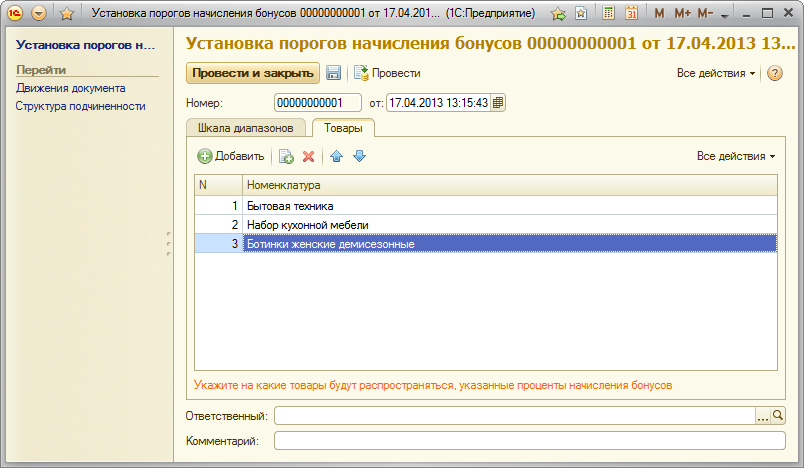 Установка порогов начисления бонусов 00000000001 от 17.04.201... (1С:Предприятие)
M M+ M-
Установка порогов н...
Перейти
Движения документа
Структура подчиненности
Установка порогов начисления бонусов 00000000001 от 17.04.2013 13...
Провести и закрыть Провести Все действия
Номер: 00000000001 от: 17.04.2013 13:15:43
Шкала диапазонов Товары
Добавить Все действия
N Номенклатура
1 Бытовая техника
2 Набор кухонной мебели
3 Ботинки женские демисезонные
Укажите на какие товары будут распространяться, указанные проценты начисления бонусов
Ответственный: ...
Комментарий: